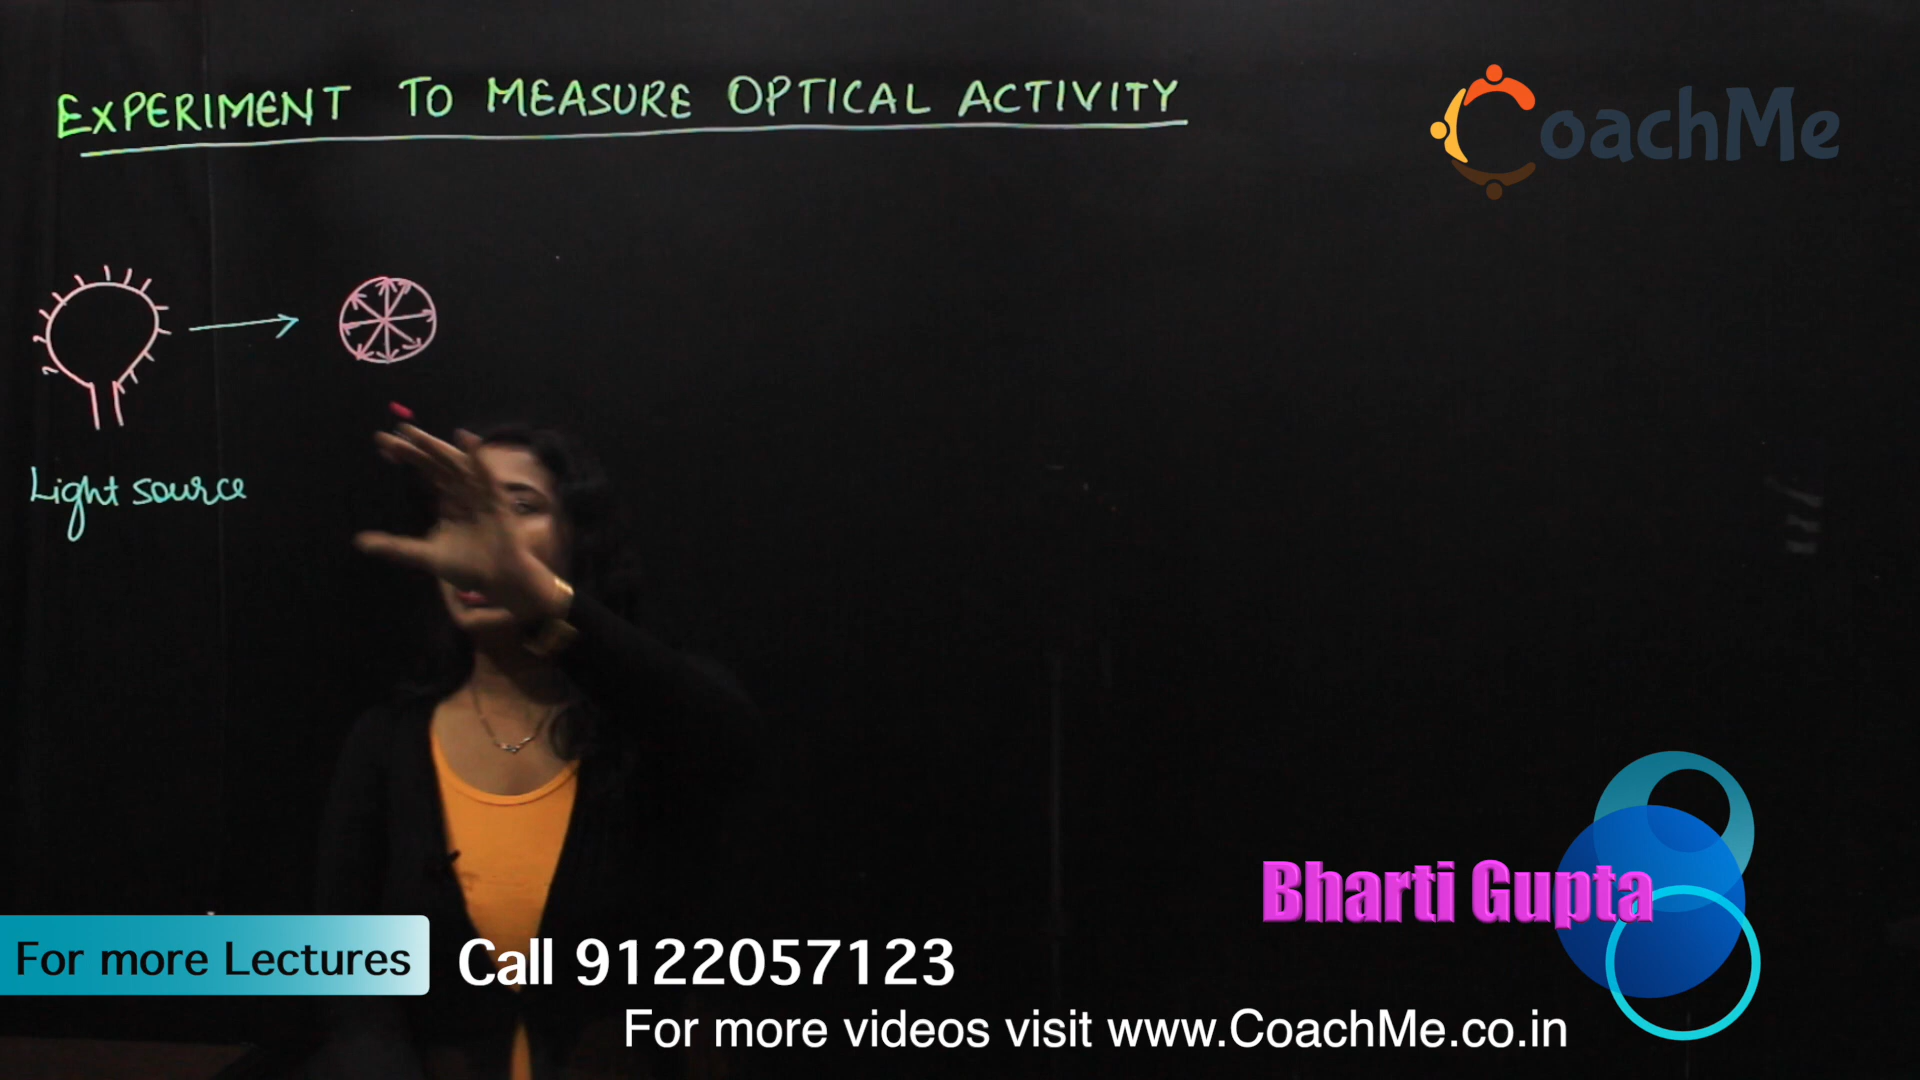 EXPERIMENT TO MEASURE OPTICAL ACTIVITY
CoachMe
Light source
Bharti Gupta
For more Lectures
Call 9122057123
For more videos visit www.CoachMe.co.in